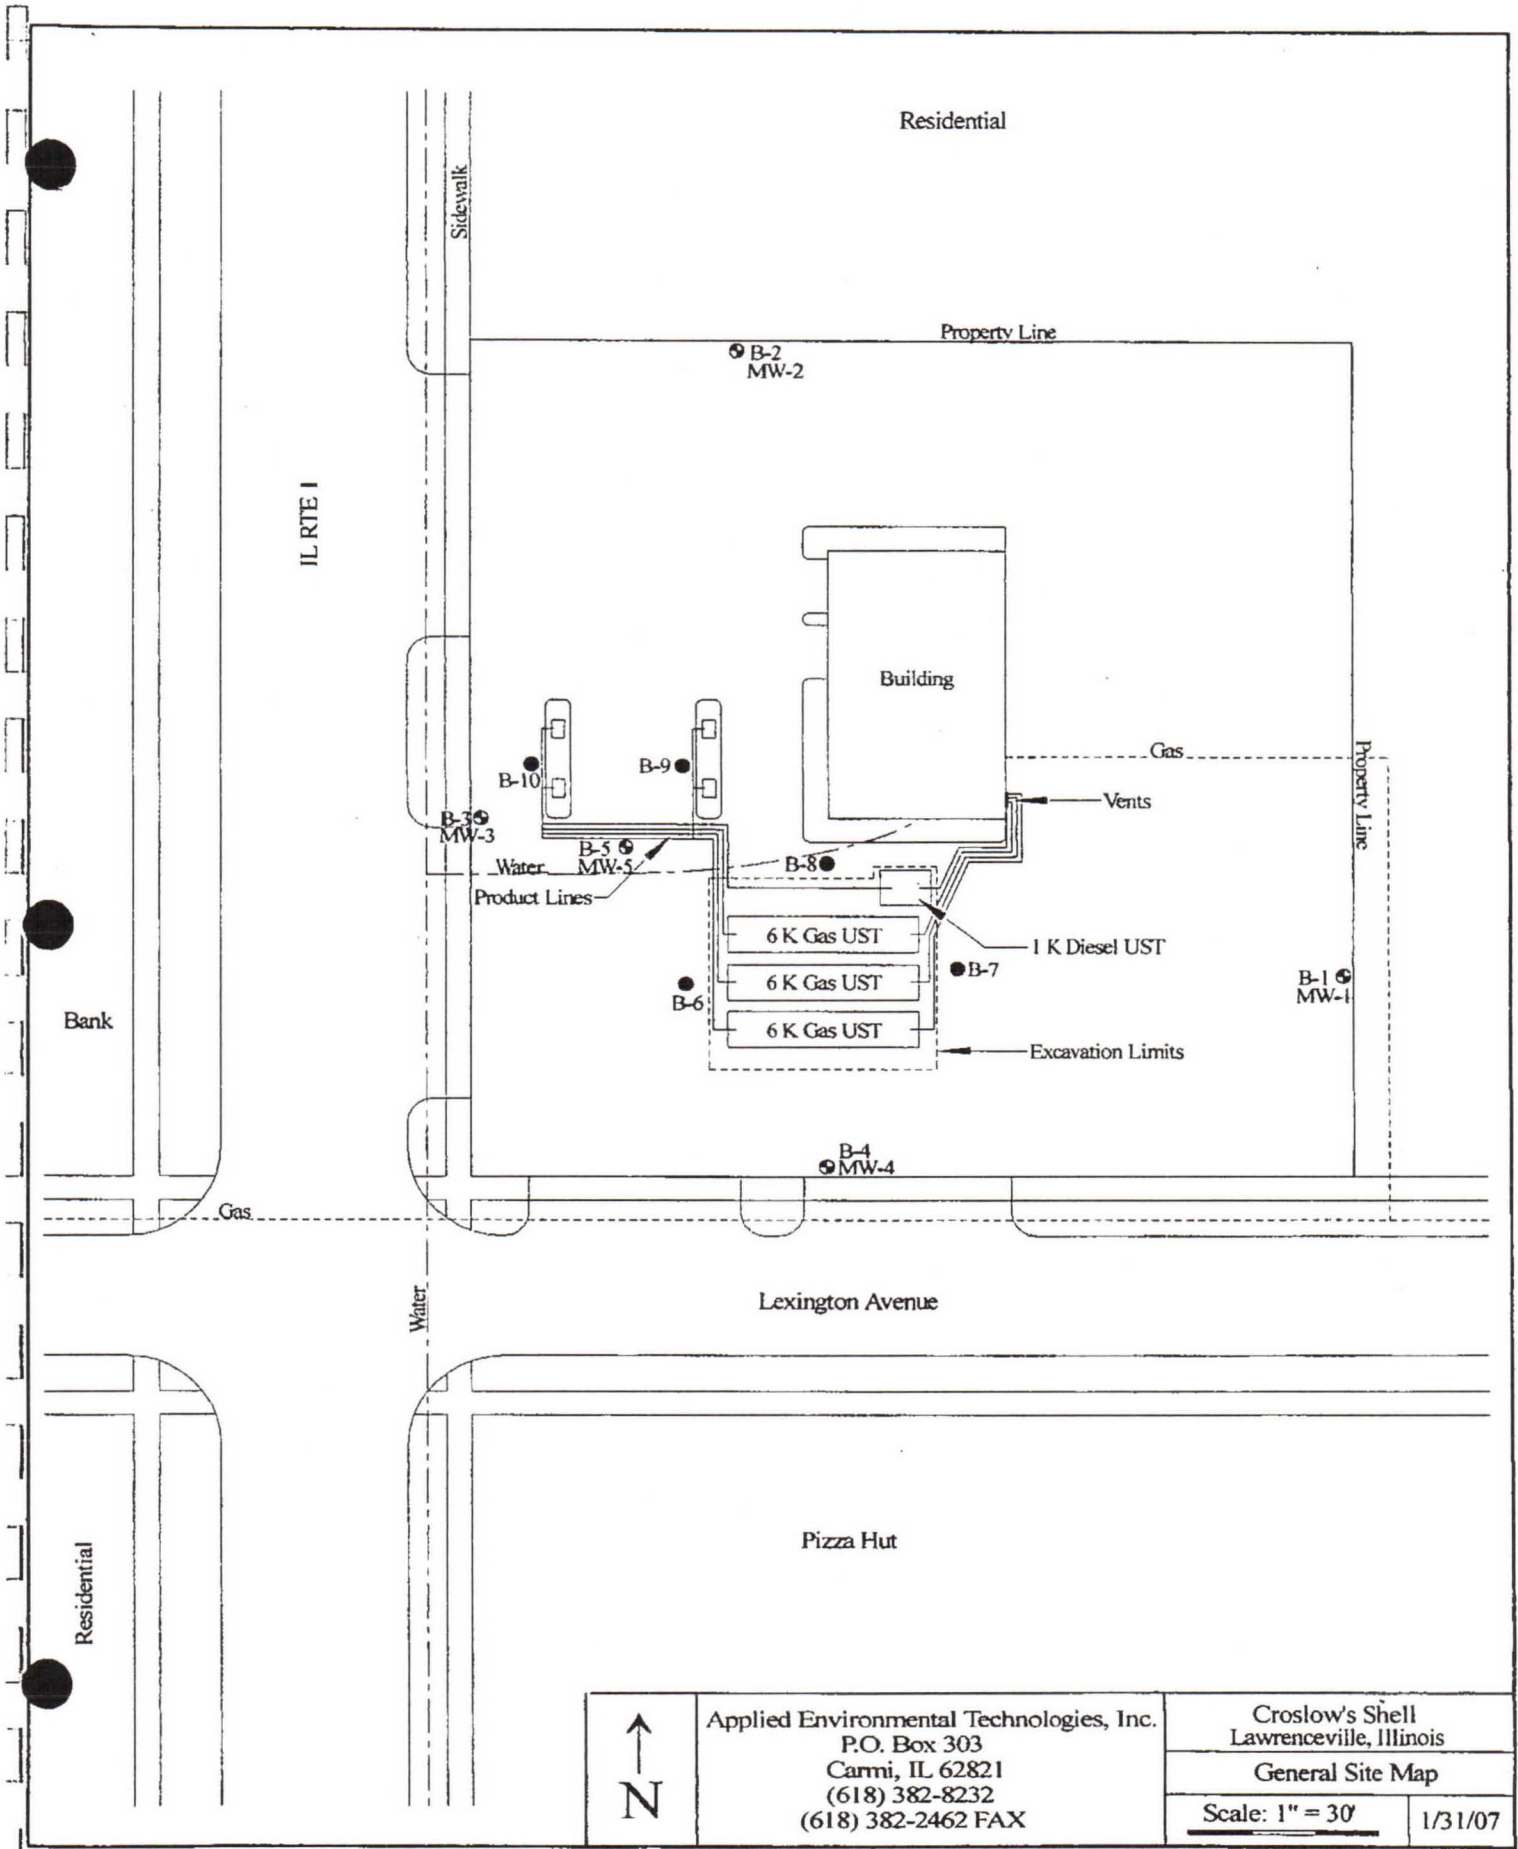 Residential
Sidewalk
Property Line
B-2
MW-2
IL RTE 1
Building
Gas
Property Line
B-10
B-9
Vents
B-3
MW-3
B-5
MW-5
Water
B-8
Product Lines
6 K Gas UST
1 K Diesel UST
6 K Gas UST
B-7
B-1
MW-1
B-6
Bank
6 K Gas UST
Excavation Limits
B-4
MW-4
Gas
Water
Lexington Avenue
Pizza Hut
Residential
N
Applied Environmental Technologies, Inc.
P.O. Box 303
Carmi, IL 62821
(618) 382-8232
(618) 382-2462 FAX
Croslow's Shell
Lawrenceville, Illinois
General Site Map
Scale: 1" = 30'
1/31/07